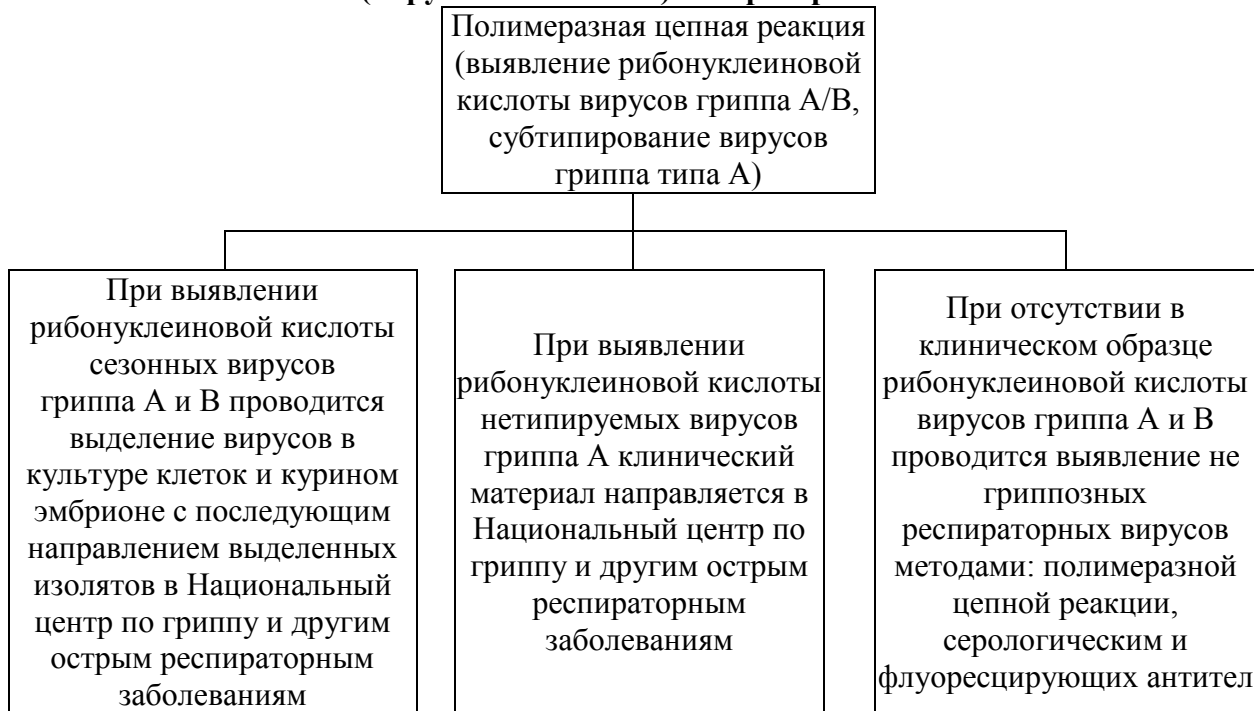 Полимеразная цепная реакция
(выявление рибонуклеиновой
кислоты вирусов гриппа А/В,
субтипирование вирусов
гриппа типа А)
При выявлении
рибонуклеиновой кислоты
сезонных вирусов
гриппа А и В проводится
выделение вирусов в
культуре клеток и курином
эмбрионе с последующим
направлением выделенных
изолятов в Национальный
центр по гриппу и другим
острым респираторным
заболеваниям
При выявлении
рибонуклеиновой кислоты
нетипируемых вирусов
гриппа А клинический
материал направляется в
Национальный центр по
гриппу и другим острым
респираторным
заболеваниям
При отсутствии в
клиническом образце
рибонуклеиновой кислоты
вирусов гриппа А и В
проводится выявление не
гриппозных
респираторных вирусов
методами: полимеразной
цепной реакции,
серологическим и
флуоресцирующих антител